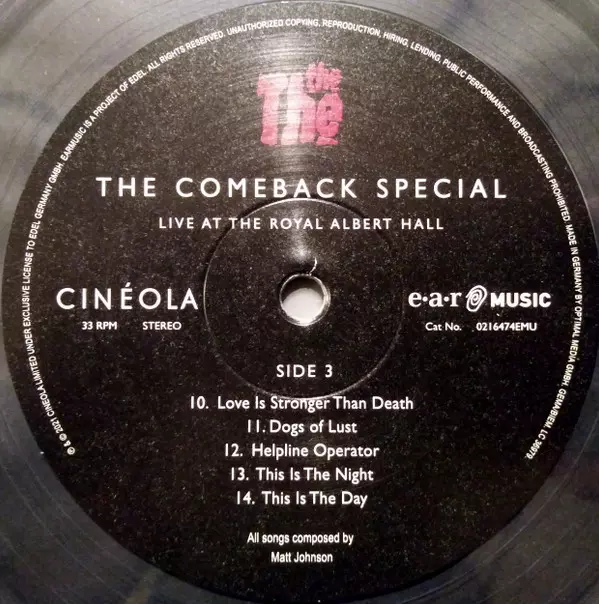 ℗ & © 2021 CINEOLA LIMITED UNDER EXCLUSIVE LICENSE TO EDEL GERMANY GMBH. EARMUSIC IS A PROJECT OF EDEL. ALL RIGHTS RESERVED. UNAUTHORIZED COPYING, REPRODUCTION, HIRING, LENDING, PUBLIC PERFORMANCE AND BROADCASTING PROHIBITED. MADE IN GERMANY BY OPTIMAL MEDIA GMBH. GEMA/BIEM. LC 30979.
the
The
THE COMEBACK SPECIAL
LIVE AT THE ROYAL ALBERT HALL
CINÉOLA
33 RPM STEREO
e·a·r MUSIC
Cat No. 0216474EMU
SIDE 3
10. Love Is Stronger Than Death
11. Dogs of Lust
12. Helpline Operator
13. This Is The Night
14. This Is The Day
All songs composed by
Matt Johnson